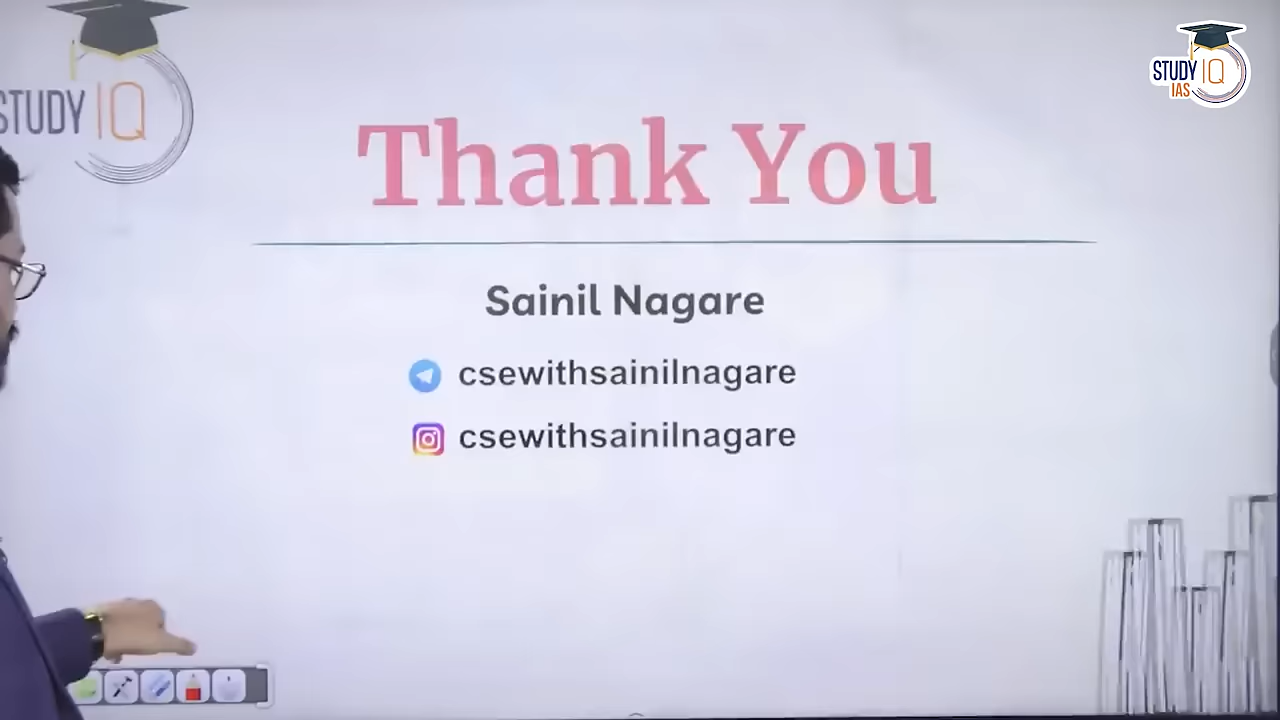 STUDY IQ
STUDY IQ
IAS
Thank You
Sainil Nagare
csewithsainilnagare
csewithsainilnagare